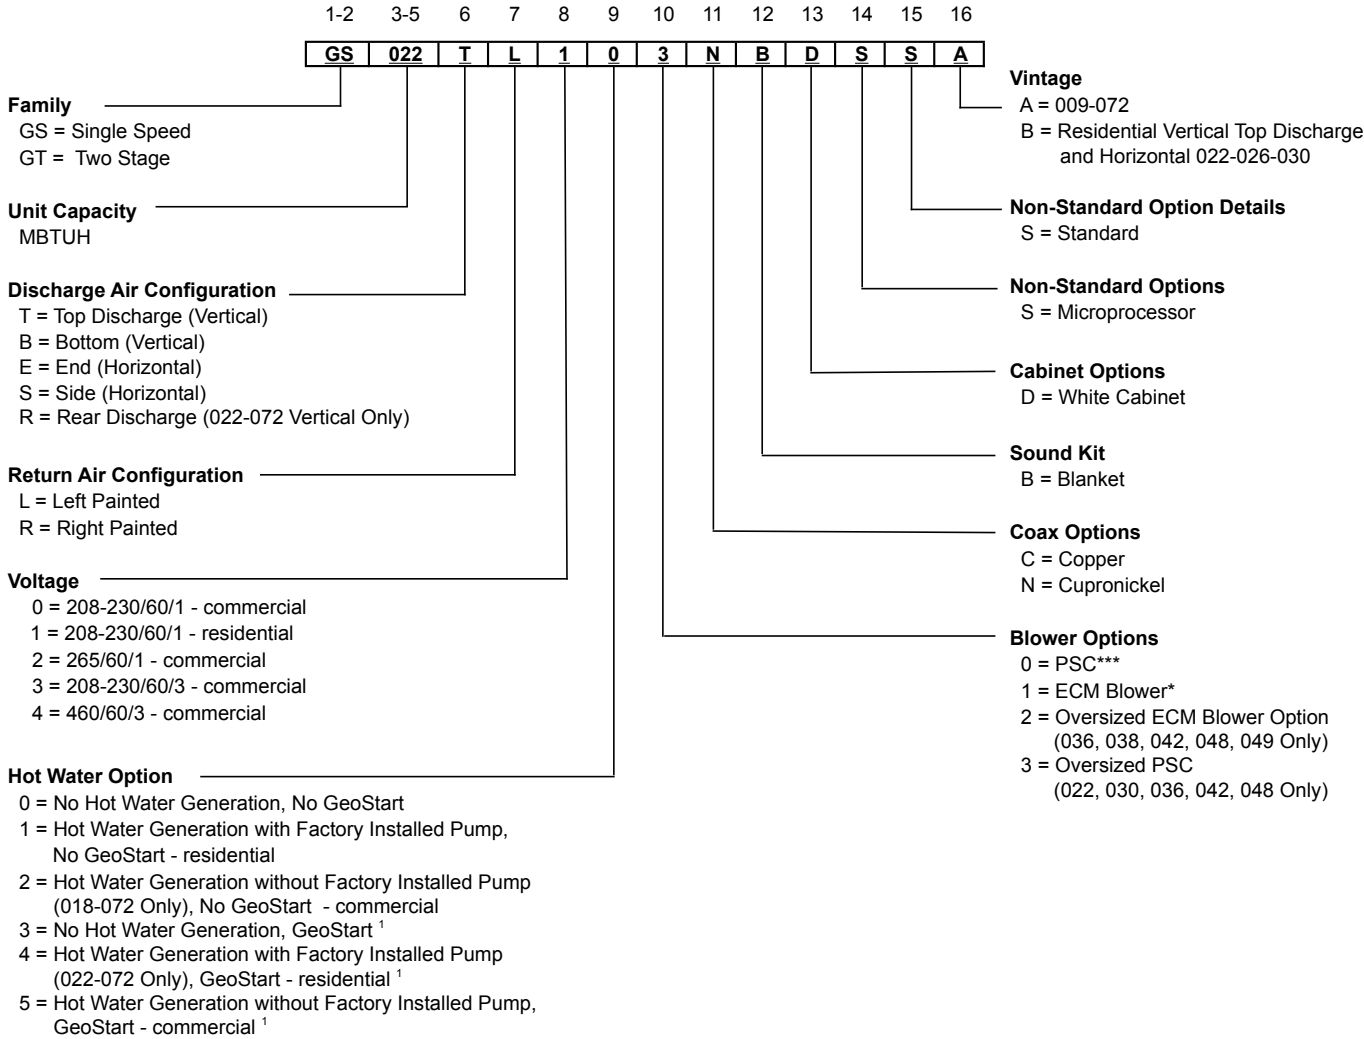 1-2 3-5 6 7 8 9 10 11 12 13 14 15 16
GS 022 T L 1 0 3 N B D S S A
Family
GS = Single Speed
GT = Two Stage
Unit Capacity
MBTUH
Discharge Air Configuration
T = Top Discharge (Vertical)
B = Bottom (Vertical)
E = End (Horizontal)
S = Side (Horizontal)
R = Rear Discharge (022-072 Vertical Only)
Return Air Configuration
L = Left Painted
R = Right Painted
Voltage
0 = 208-230/60/1 - commercial
1 = 208-230/60/1 - residential
2 = 265/60/1 - commercial
3 = 208-230/60/3 - commercial
4 = 460/60/3 - commercial
Hot Water Option
0 = No Hot Water Generation, No GeoStart
1 = Hot Water Generation with Factory Installed Pump,
No GeoStart - residential
2 = Hot Water Generation without Factory Installed Pump
(018-072 Only), No GeoStart - commercial
3 = No Hot Water Generation, GeoStart ¹
4 = Hot Water Generation with Factory Installed Pump
(022-072 Only), GeoStart - residential ¹
5 = Hot Water Generation without Factory Installed Pump,
GeoStart - commercial ¹
Vintage
A = 009-072
B = Residential Vertical Top Discharge
and Horizontal 022-026-030
Non-Standard Option Details
S = Standard
Non-Standard Options
S = Microprocessor
Cabinet Options
D = White Cabinet
Sound Kit
B = Blanket
Coax Options
C = Copper
N = Cupronickel
Blower Options
0 = PSC***
1 = ECM Blower*
2 = Oversized ECM Blower Option
(036, 038, 042, 048, 049 Only)
3 = Oversized PSC
(022, 030, 036, 042, 048 Only)